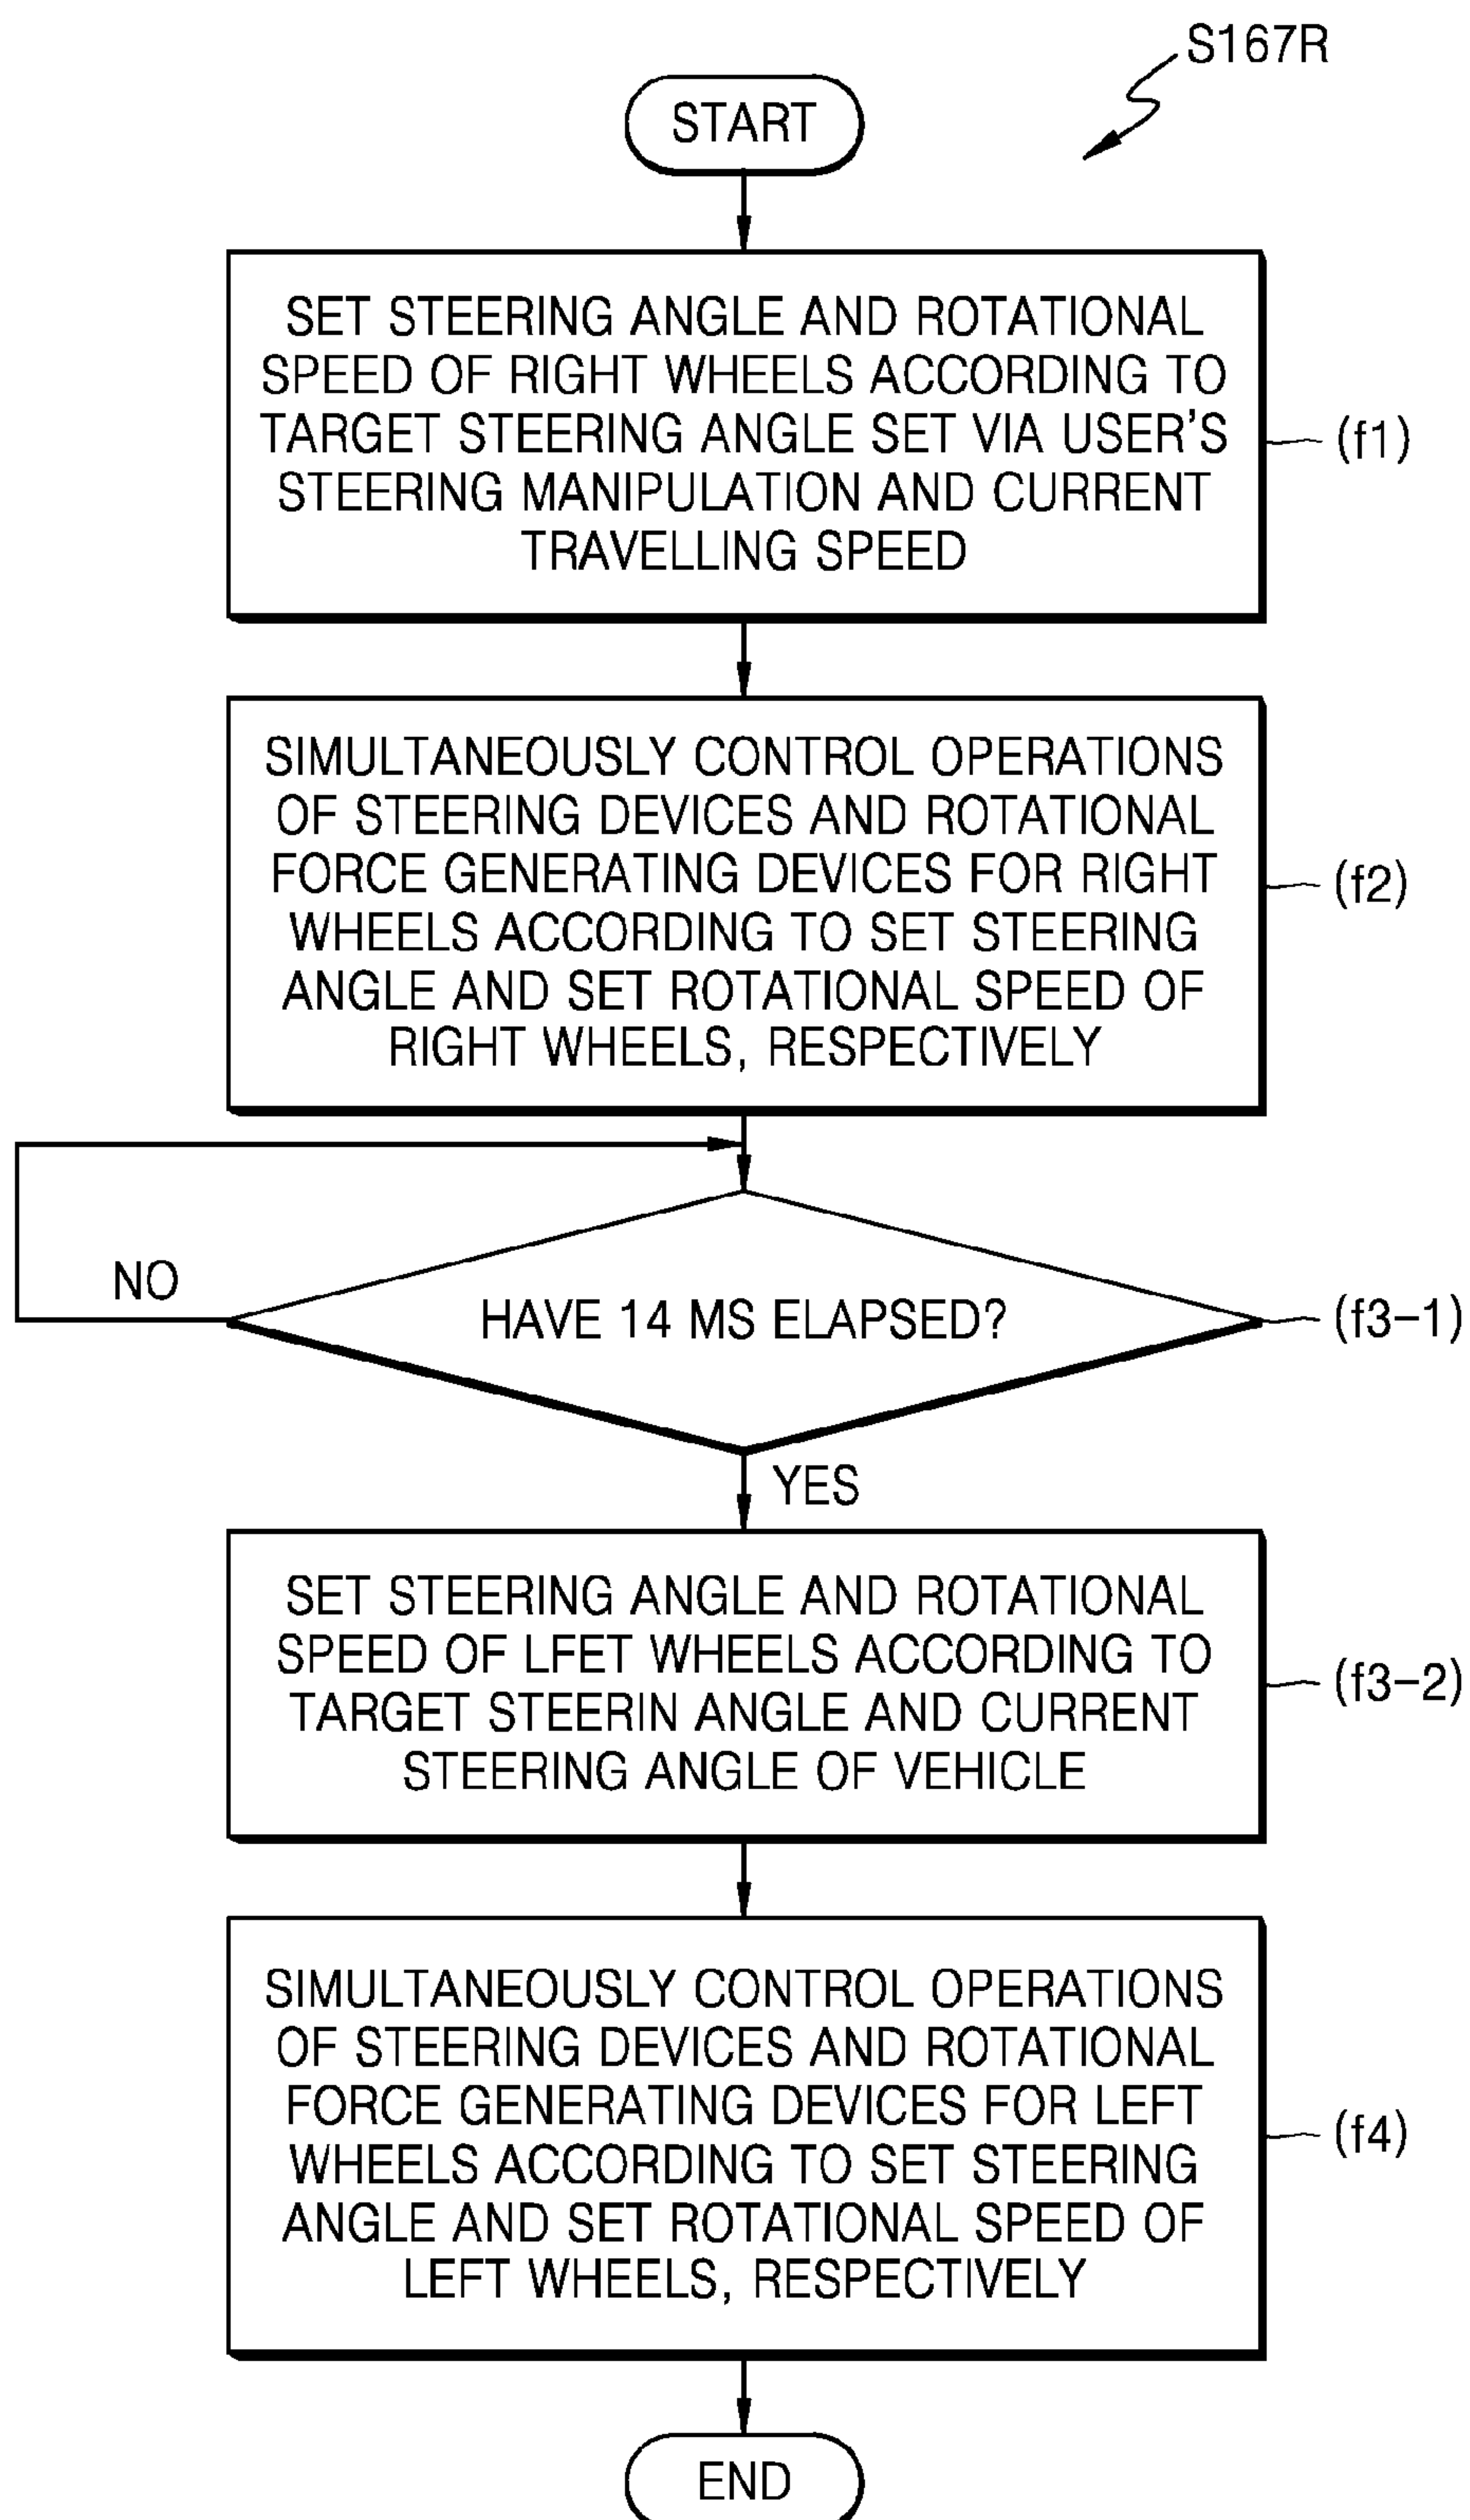 S167R
START
SET STEERING ANGLE AND ROTATIONAL
SPEED OF RIGHT WHEELS ACCORDING TO
TARGET STEERING ANGLE SET VIA USER'S
STEERING MANIPULATION AND CURRENT
TRAVELLING SPEED
(f1)
SIMULTANEOUSLY CONTROL OPERATIONS
OF STEERING DEVICES AND ROTATIONAL
FORCE GENERATING DEVICES FOR RIGHT
WHEELS ACCORDING TO SET STEERING
ANGLE AND SET ROTATIONAL SPEED OF
RIGHT WHEELS, RESPECTIVELY
(f2)
NO
HAVE 14 MS ELAPSED?
(f3-1)
YES
SET STEERING ANGLE AND ROTATIONAL
SPEED OF LFET WHEELS ACCORDING TO
TARGET STEERIN ANGLE AND CURRENT
STEERING ANGLE OF VEHICLE
(f3-2)
SIMULTANEOUSLY CONTROL OPERATIONS
OF STEERING DEVICES AND ROTATIONAL
FORCE GENERATING DEVICES FOR LEFT
WHEELS ACCORDING TO SET STEERING
ANGLE AND SET ROTATIONAL SPEED OF
LEFT WHEELS, RESPECTIVELY
(f4)
END